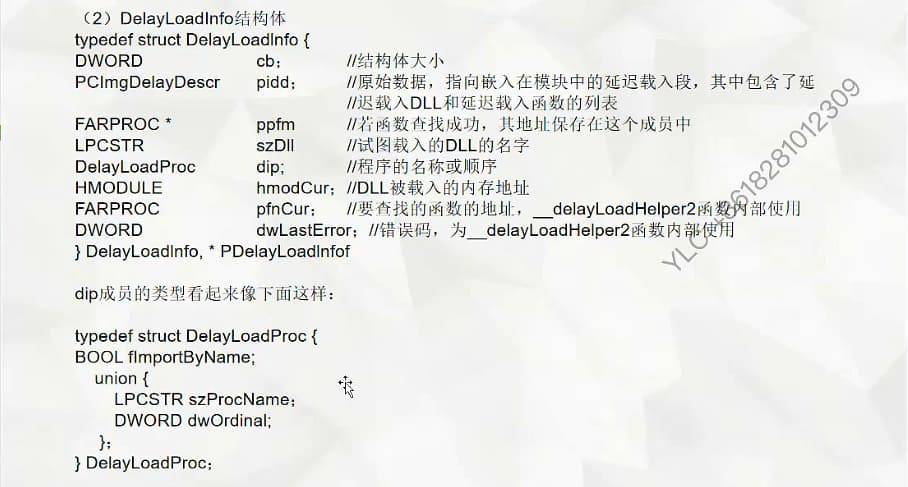 （2）DelayLoadInfo结构体
typedef struct DelayLoadInfo {
DWORD cb； //结构体大小
PCImgDelayDescr pidd； //原始数据，指向嵌入在模块中的延迟载入段，其中包含了延
//迟载入DLL和延迟载入函数的列表
FARPROC * ppfm //若函数查找成功，其地址保存在这个成员中
LPCSTR szDll //试图载入的DLL的名字
DelayLoadProc dip; //程序的名称或顺序
HMODULE hmodCur； //DLL被载入的内存地址
FARPROC pfnCur； //要查找的函数的地址，__delayLoadHelper2函数内部使用
DWORD dwLastError；//错误码，为__delayLoadHelper2函数内部使用
} DelayLoadInfo, * PDelayLoadInfof
dip成员的类型看起来像下面这样：
typedef struct DelayLoadProc {
BOOL fImportByName;
union {
LPCSTR szProcName；
DWORD dwOrdinal;
}；
} DelayLoadProc；